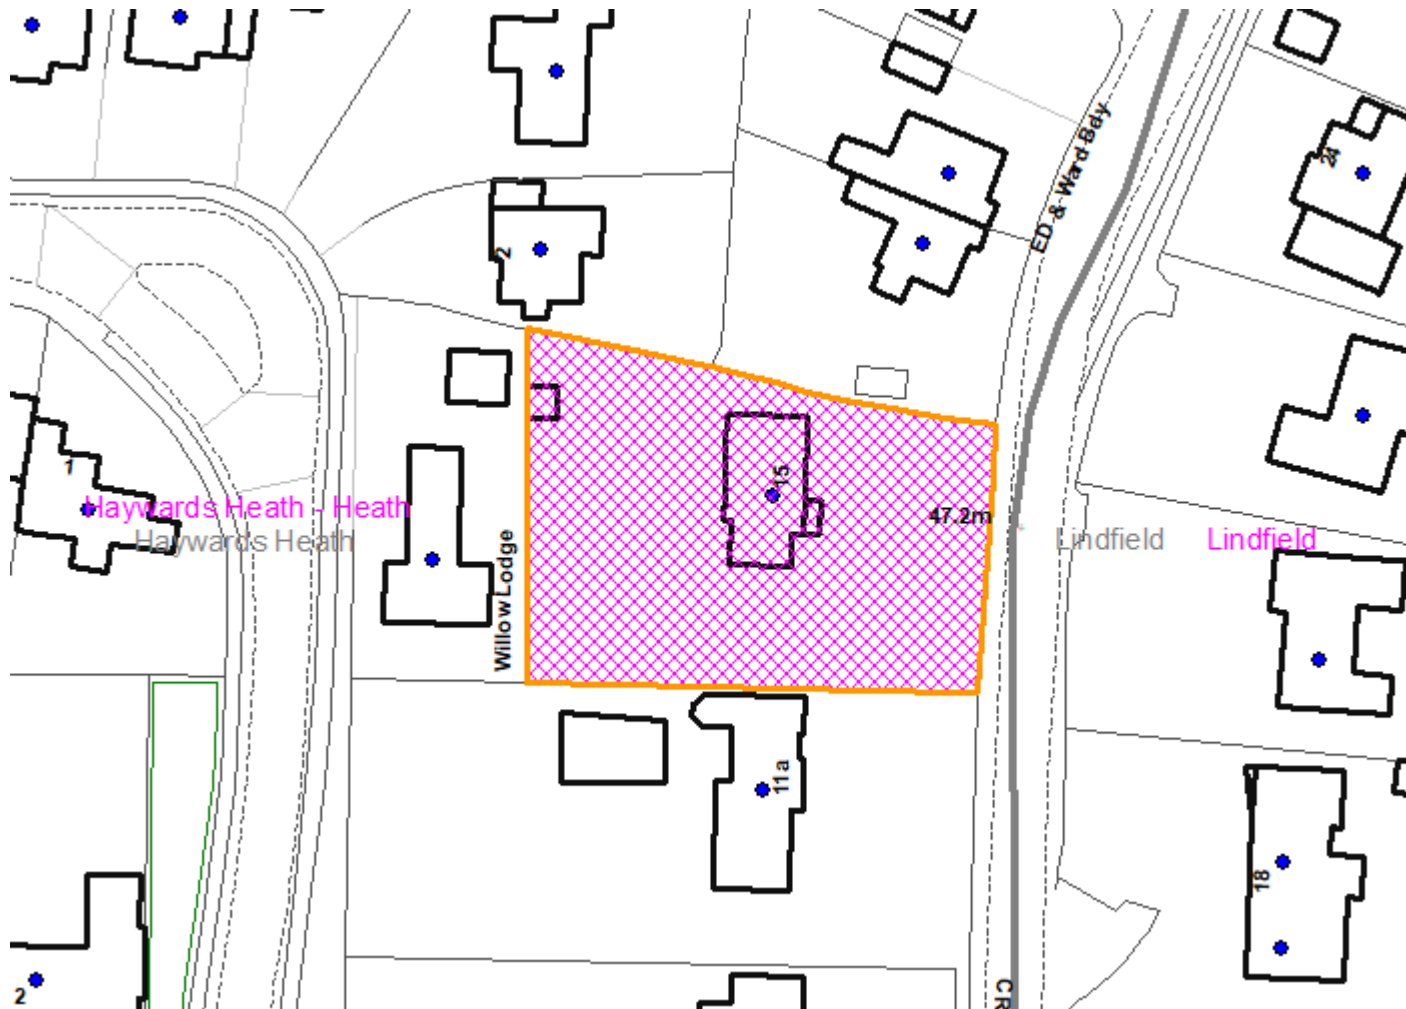 ED & Ward Bdy
24
2
1
15
Haywards Heath - Heath
47.2m
Haywards Heath
Lindfield
Lindfield
Willow Lodge
11a
18
2
CR